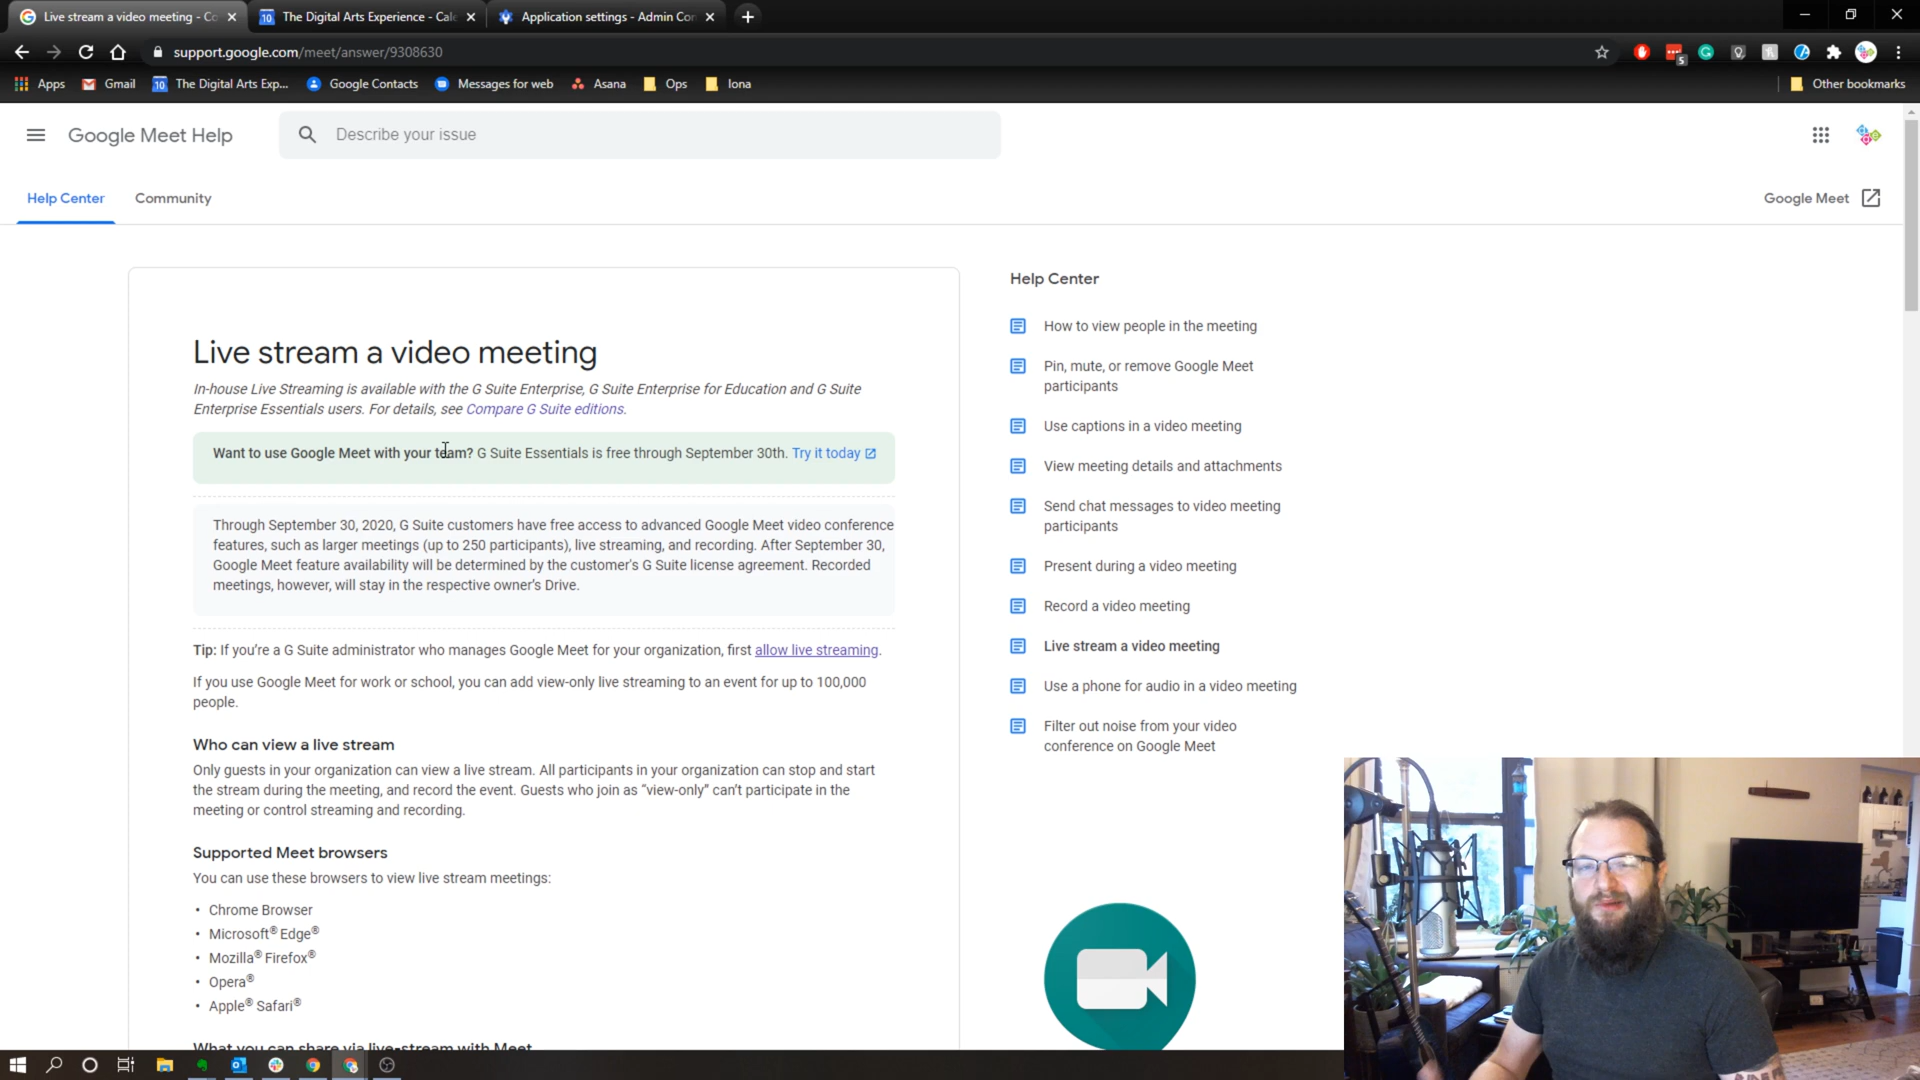 Live stream a video meeting - Co
The Digital Arts Experience - Cale
Application settings - Admin Con
support.google.com/meet/answer/9308630
Apps
Gmail
The Digital Arts Exp...
Google Contacts
Messages for web
Asana
Ops
Iona
Other bookmarks
Google Meet Help
Describe your issue
Help Center
Community
Google Meet
Live stream a video meeting
In-house Live Streaming is available with the G Suite Enterprise, G Suite Enterprise for Education and G Suite
Enterprise Essentials users. For details, see Compare G Suite editions.
Want to use Google Meet with your team? G Suite Essentials is free through September 30th. Try it today
Through September 30, 2020, G Suite customers have free access to advanced Google Meet video conference
features, such as larger meetings (up to 250 participants), live streaming, and recording. After September 30,
Google Meet feature availability will be determined by the customer's G Suite license agreement. Recorded
meetings, however, will stay in the respective owner's Drive.
Tip: If you're a G Suite administrator who manages Google Meet for your organization, first allow live streaming.
If you use Google Meet for work or school, you can add view-only live streaming to an event for up to 100,000
people.
Who can view a live stream
Only guests in your organization can view a live stream. All participants in your organization can stop and start
the stream during the meeting, and record the event. Guests who join as "view-only" can't participate in the
meeting or control streaming and recording.
Supported Meet browsers
You can use these browsers to view live stream meetings:
• Chrome Browser
• Microsoft® Edge®
• Mozilla® Firefox®
• Opera®
• Apple® Safari®
What you can share via live-stream with Meet
Help Center
How to view people in the meeting
Pin, mute, or remove Google Meet
participants
Use captions in a video meeting
View meeting details and attachments
Send chat messages to video meeting
participants
Present during a video meeting
Record a video meeting
Live stream a video meeting
Use a phone for audio in a video meeting
Filter out noise from your video
conference on Google Meet